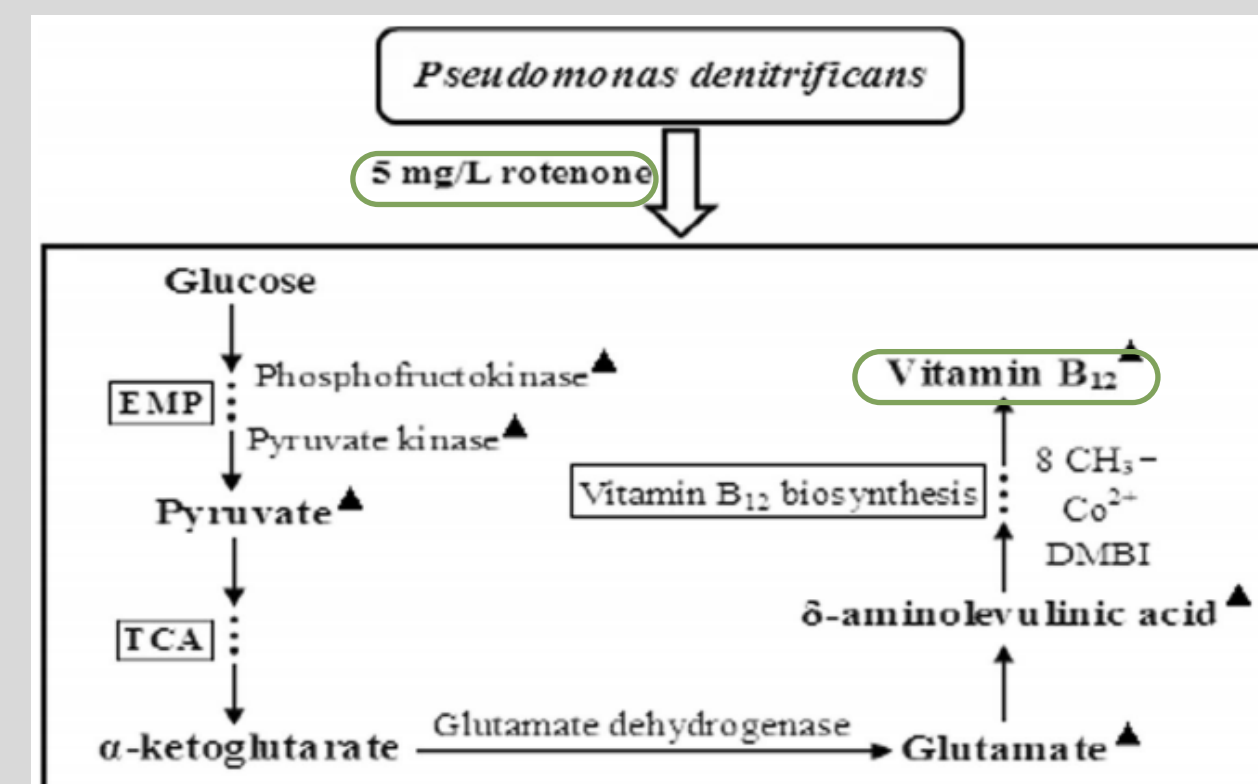 Pseudomonas denitrificans
5 mg/L rotenone
Glucose
Phosphofructokinase▲
EMP
Pyruvate kinase▲
Pyruvate▲
TCA
α-ketoglutarate
Glutamate dehydrogenase
Glutamate▲
δ-aminolevulinic acid▲
Vitamin B₁₂ biosynthesis
8 CH₃−
Co²⁺
DMBI
Vitamin B₁₂▲